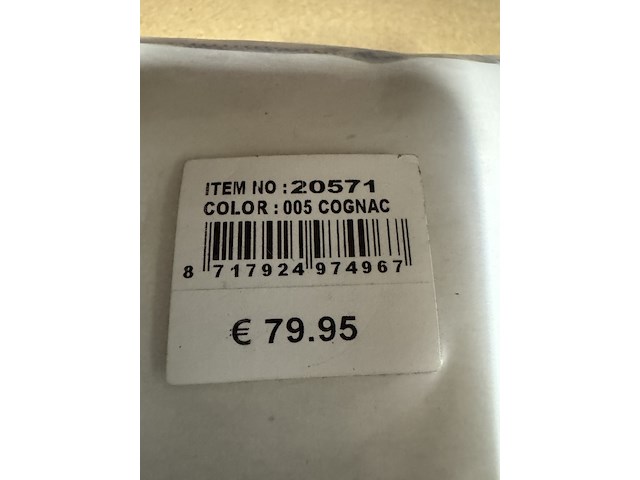 ITEM NO : 20571
COLOR : 005 COGNAC
8 717924 974967
€ 79.95